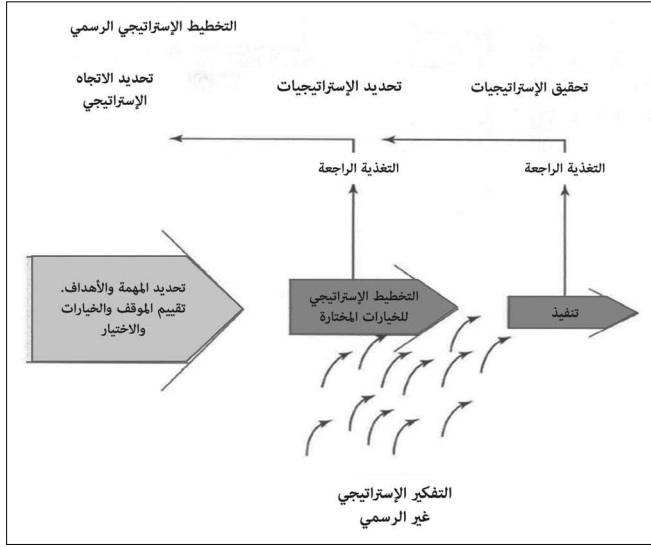 التخطيط الإستراتيجي الرسمي
تحقيق الإستراتيجيات
تحديد الإستراتيجيات
تحديد الاتجاه
الإستراتيجي
التغذية الراجعة
التغذية الراجعة
تحديد المهمة والأهداف.
تقييم الموقف والخيارات
والاختيار
التخطيط الإستراتيجي
للخيارات المختارة
تنفيذ
التفكير الإستراتيجي
غير الرسمي